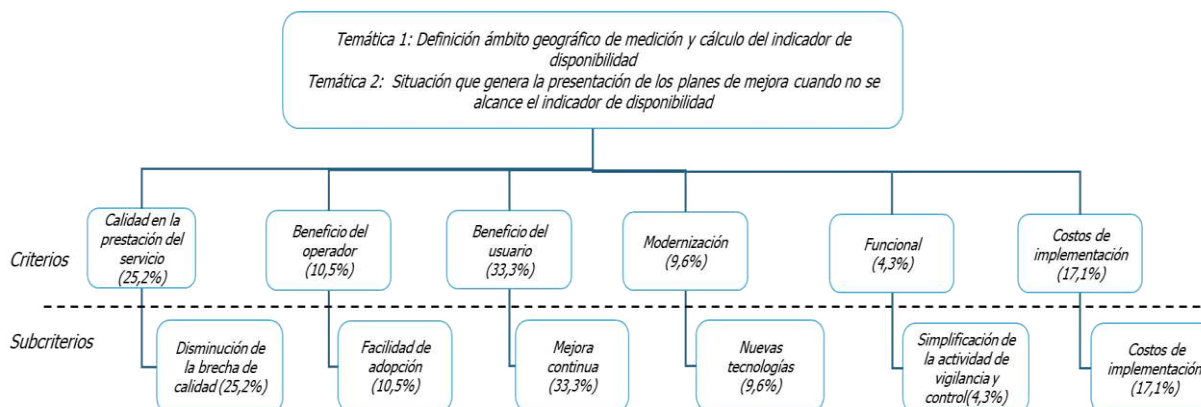 Temática 1: Definición ámbito geográfico de medición y cálculo del indicador de
disponibilidad
Temática 2: Situación que genera la presentación de los planes de mejora cuando no se
alcance el indicador de disponibilidad
Criterios
Calidad en la
prestación del
servicio
(25,2%)
Beneficio del
operador
(10,5%)
Beneficio del
usuario
(33,3%)
Modernización
(9,6%)
Funcional
(4,3%)
Costos de
implementación
(17,1%)
Subcriterios
Disminución de
la brecha de
calidad (25,2%)
Facilidad de
adopción
(10,5%)
Mejora
continua
(33,3%)
Nuevas
tecnologías
(9,6%)
Simplificación de
la actividad de
vigilancia y
control(4,3%)
Costos de
implementación
(17,1%)